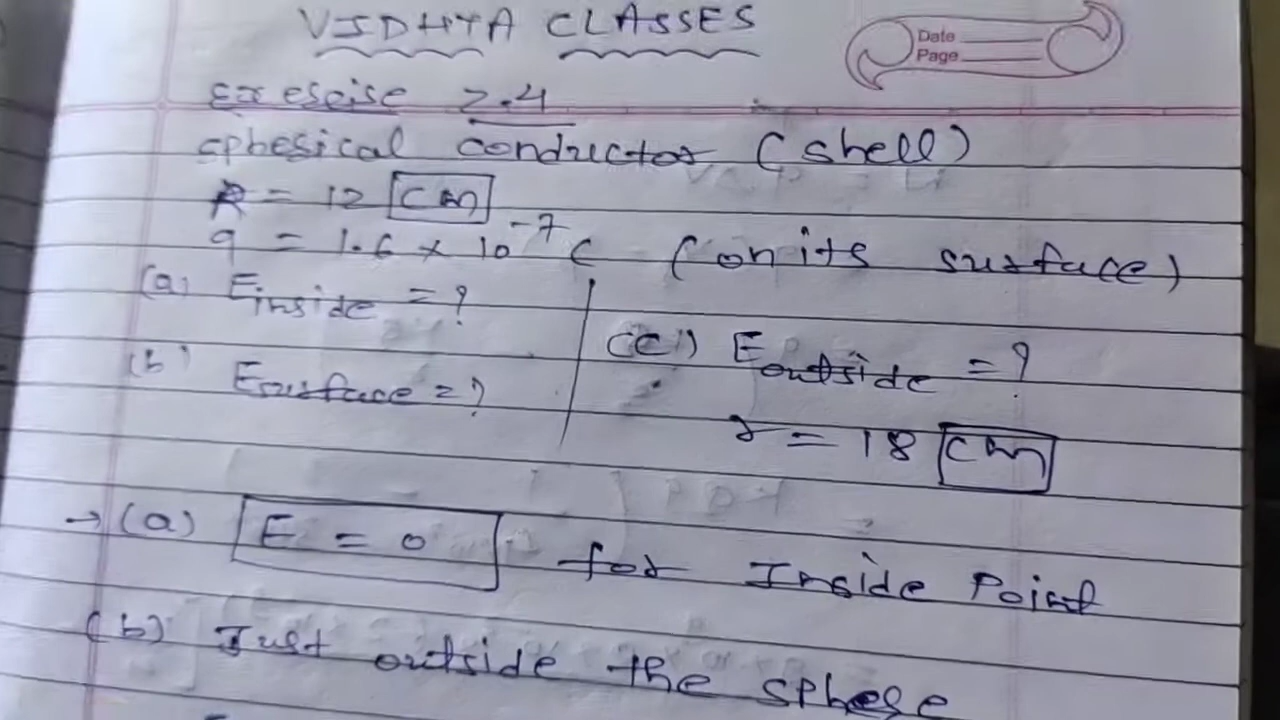 VIDHYA CLASSES
Date
Page
Exercise 2.4
spherical conductor (shell)
R = 12 cm
q = 1.6 × 10⁻⁷ C (on its surface)
(a) Einside = ?
(b) Esurface = ?
(c) Eoutside = ?
r = 18 cm
→ (a) E = 0 for Inside Point
(b) Just outside the sphere